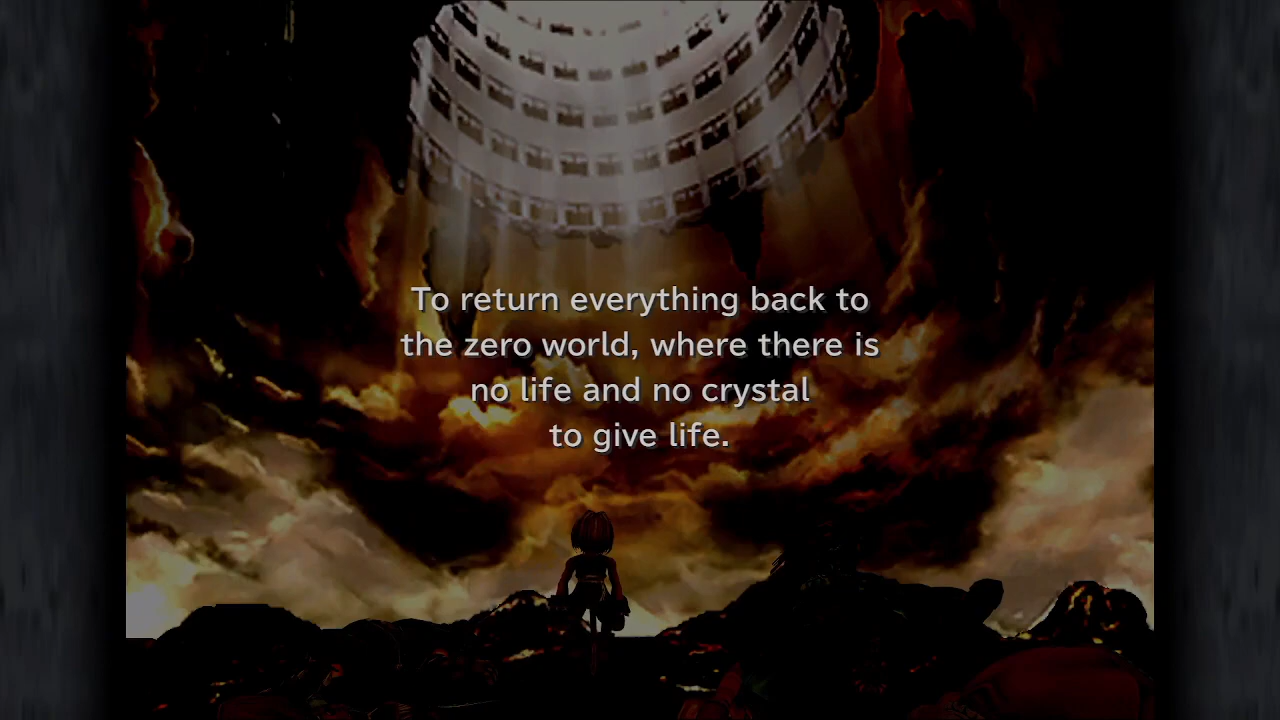 To return everything back to
the zero world, where there is
no life and no crystal
to give life.